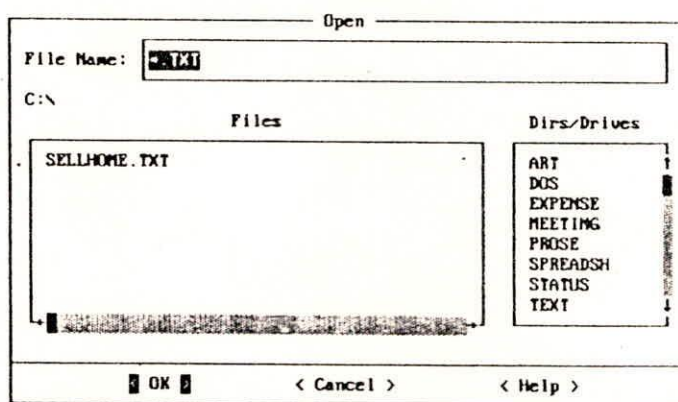 Open
File Name: *.TXT
C:\
Files
Dirs/Drives
SELLHOME.TXT
ART
DOS
EXPENSE
MEETING
PROSE
SPREADSH
STATUS
TEXT
< OK >
< Cancel >
< Help >